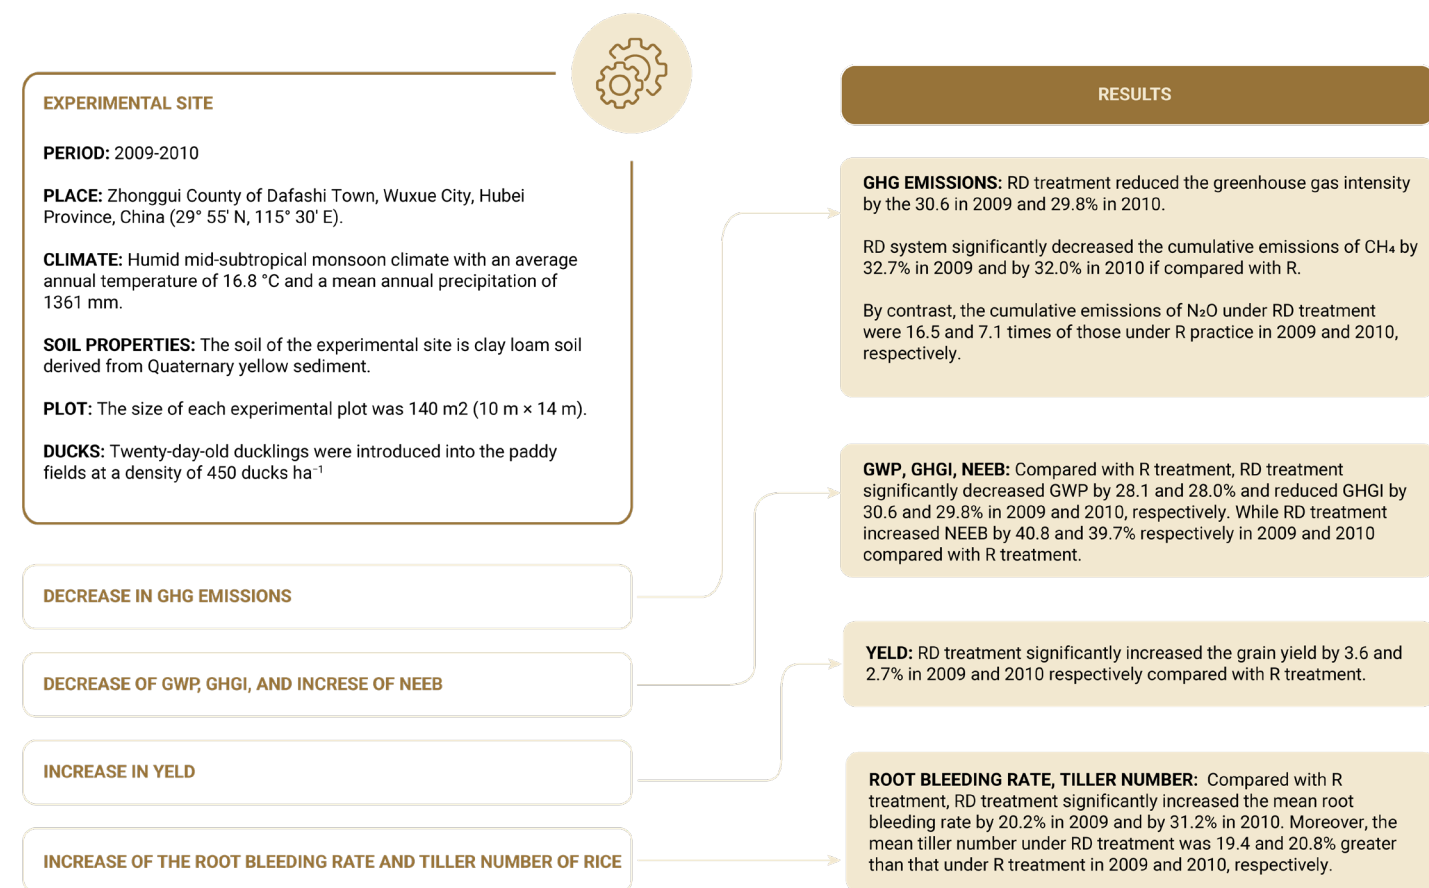 EXPERIMENTAL SITE
PERIOD: 2009-2010
PLACE: Zhonggui County of Dafashi Town, Wuxue City, Hubei
Province, China (29° 55' N, 115° 30' E).
CLIMATE: Humid mid-subtropical monsoon climate with an average
annual temperature of 16.8 °C and a mean annual precipitation of
1361 mm.
SOIL PROPERTIES: The soil of the experimental site is clay loam soil
derived from Quaternary yellow sediment.
PLOT: The size of each experimental plot was 140 m2 (10 m × 14 m).
DUCKS: Twenty-day-old ducklings were introduced into the paddy
fields at a density of 450 ducks ha⁻¹
DECREASE IN GHG EMISSIONS
DECREASE OF GWP, GHGI, AND INCRESE OF NEEB
INCREASE IN YELD
INCREASE OF THE ROOT BLEEDING RATE AND TILLER NUMBER OF RICE
RESULTS
GHG EMISSIONS: RD treatment reduced the greenhouse gas intensity
by the 30.6 in 2009 and 29.8% in 2010.
RD system significantly decreased the cumulative emissions of CH₄ by
32.7% in 2009 and by 32.0% in 2010 if compared with R.
By contrast, the cumulative emissions of N₂O under RD treatment
were 16.5 and 7.1 times of those under R practice in 2009 and 2010,
respectively.
GWP, GHGI, NEEB: Compared with R treatment, RD treatment
significantly decreased GWP by 28.1 and 28.0% and reduced GHGI by
30.6 and 29.8% in 2009 and 2010, respectively. While RD treatment
increased NEEB by 40.8 and 39.7% respectively in 2009 and 2010
compared with R treatment.
YELD: RD treatment significantly increased the grain yield by 3.6 and
2.7% in 2009 and 2010 respectively compared with R treatment.
ROOT BLEEDING RATE, TILLER NUMBER: Compared with R
treatment, RD treatment significantly increased the mean root
bleeding rate by 20.2% in 2009 and by 31.2% in 2010. Moreover, the
mean tiller number under RD treatment was 19.4 and 20.8% greater
than that under R treatment in 2009 and 2010, respectively.